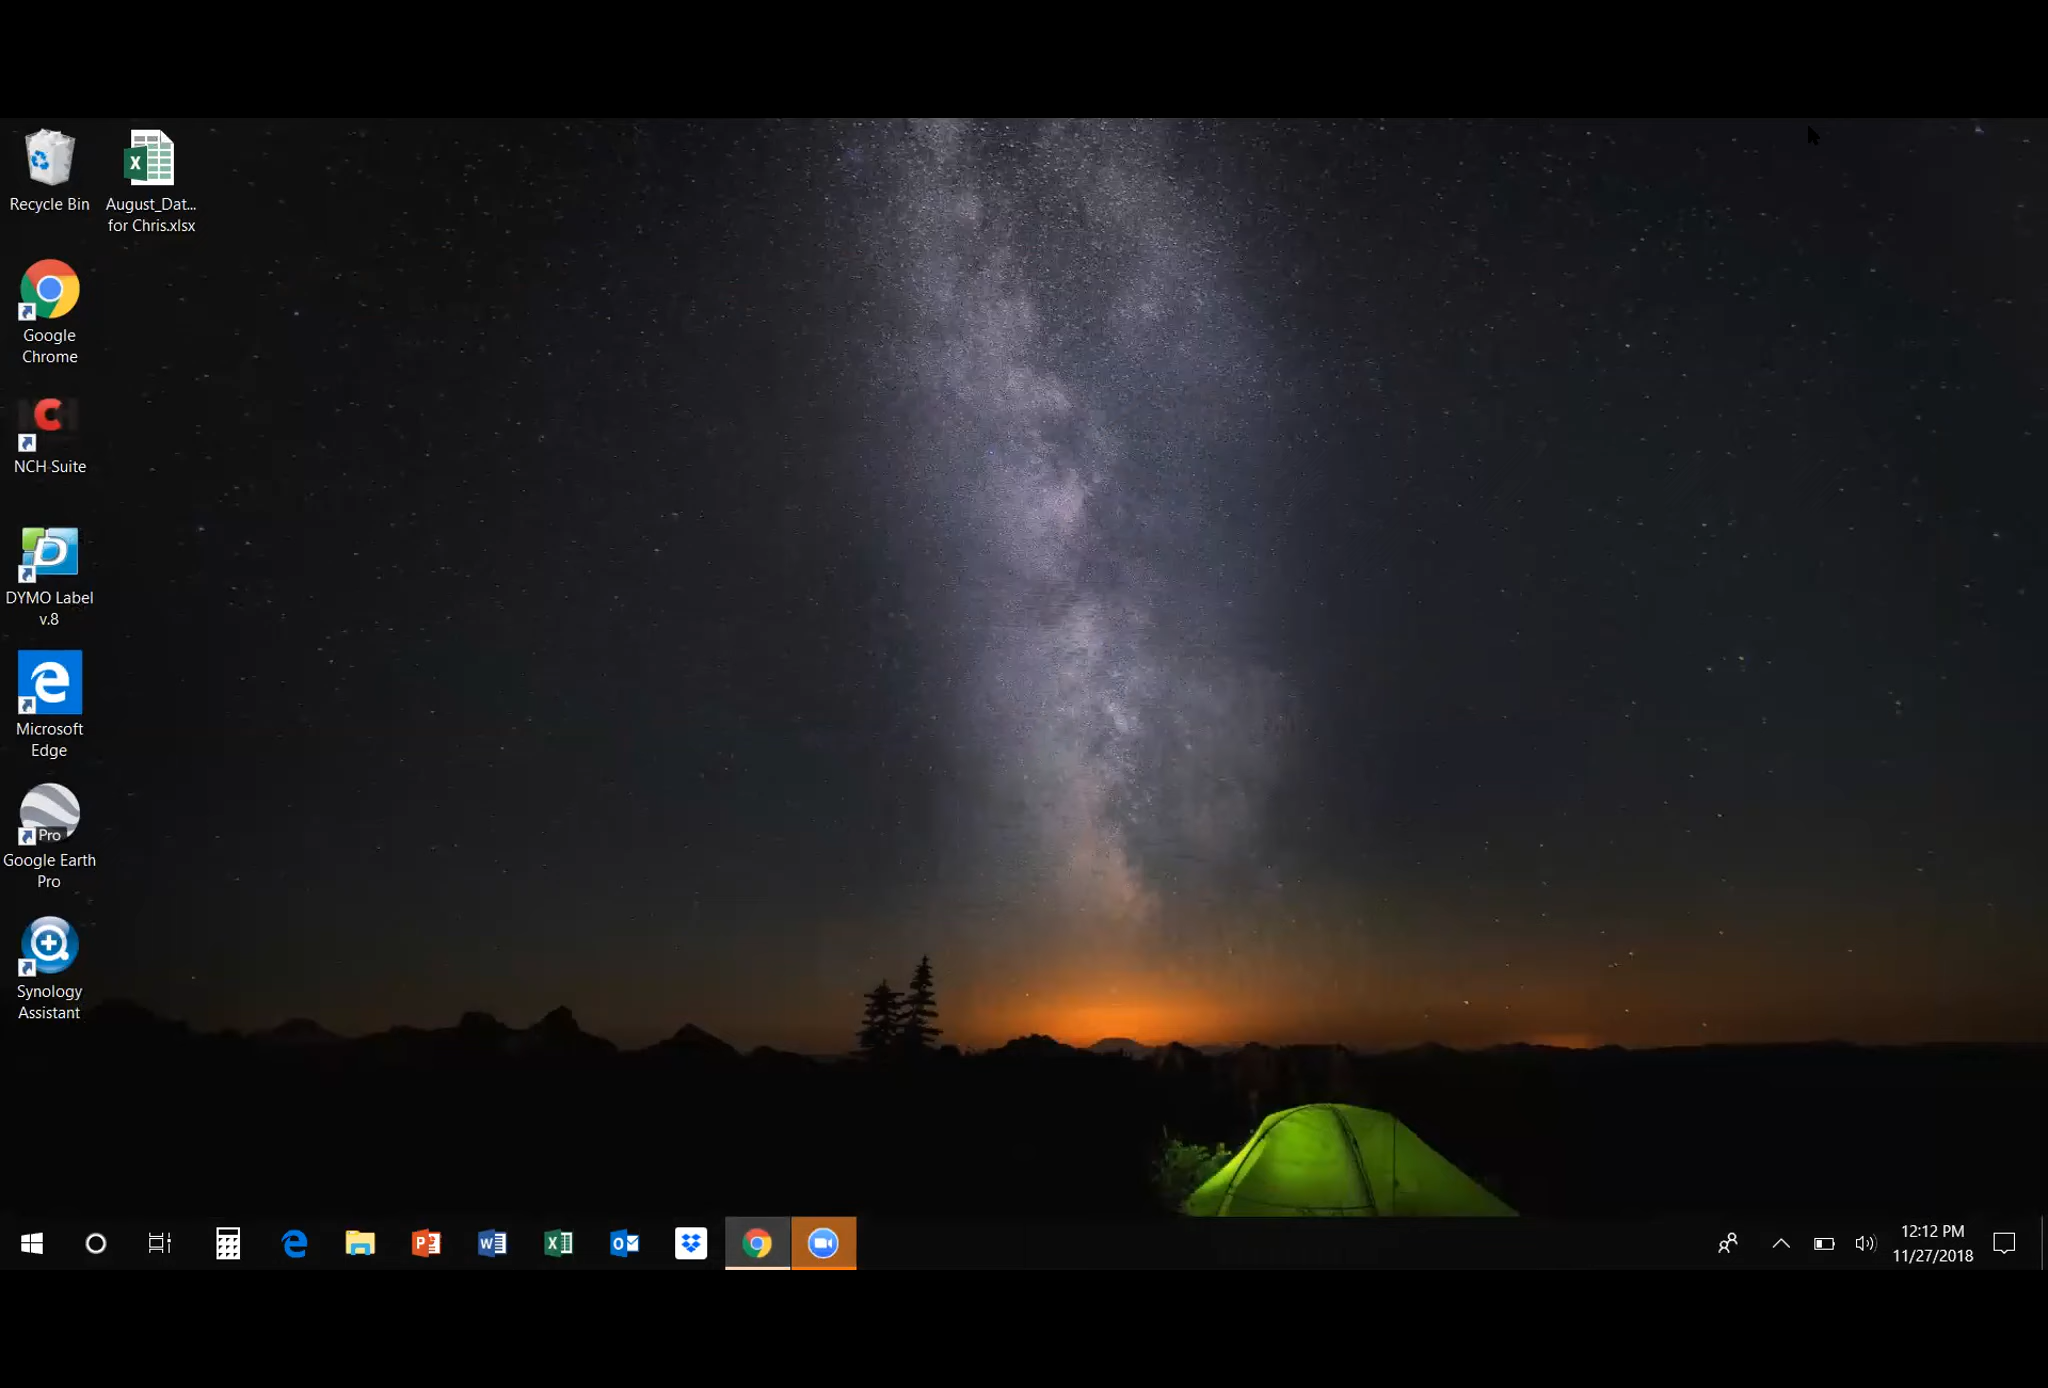 Recycle Bin
August_Dat...
for Chris.xlsx
Google
Chrome
NCH
NCH Suite
DYMO Label
v.8
Microsoft
Edge
Pro
Google Earth
Pro
Synology
Assistant
12:12 PM
11/27/2018